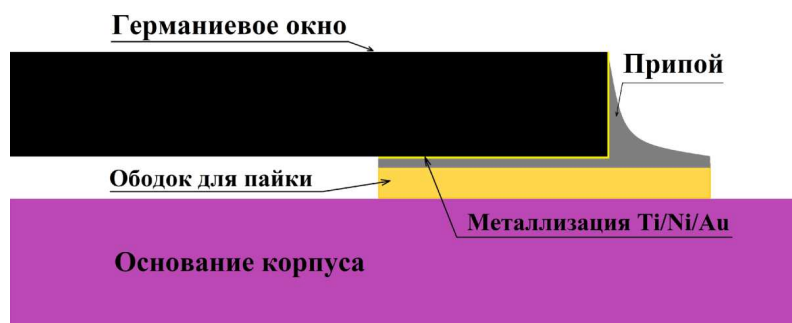 Германиевое окно
Припой
Ободок для пайки
Металлизация Ti/Ni/Au
Основание корпуса